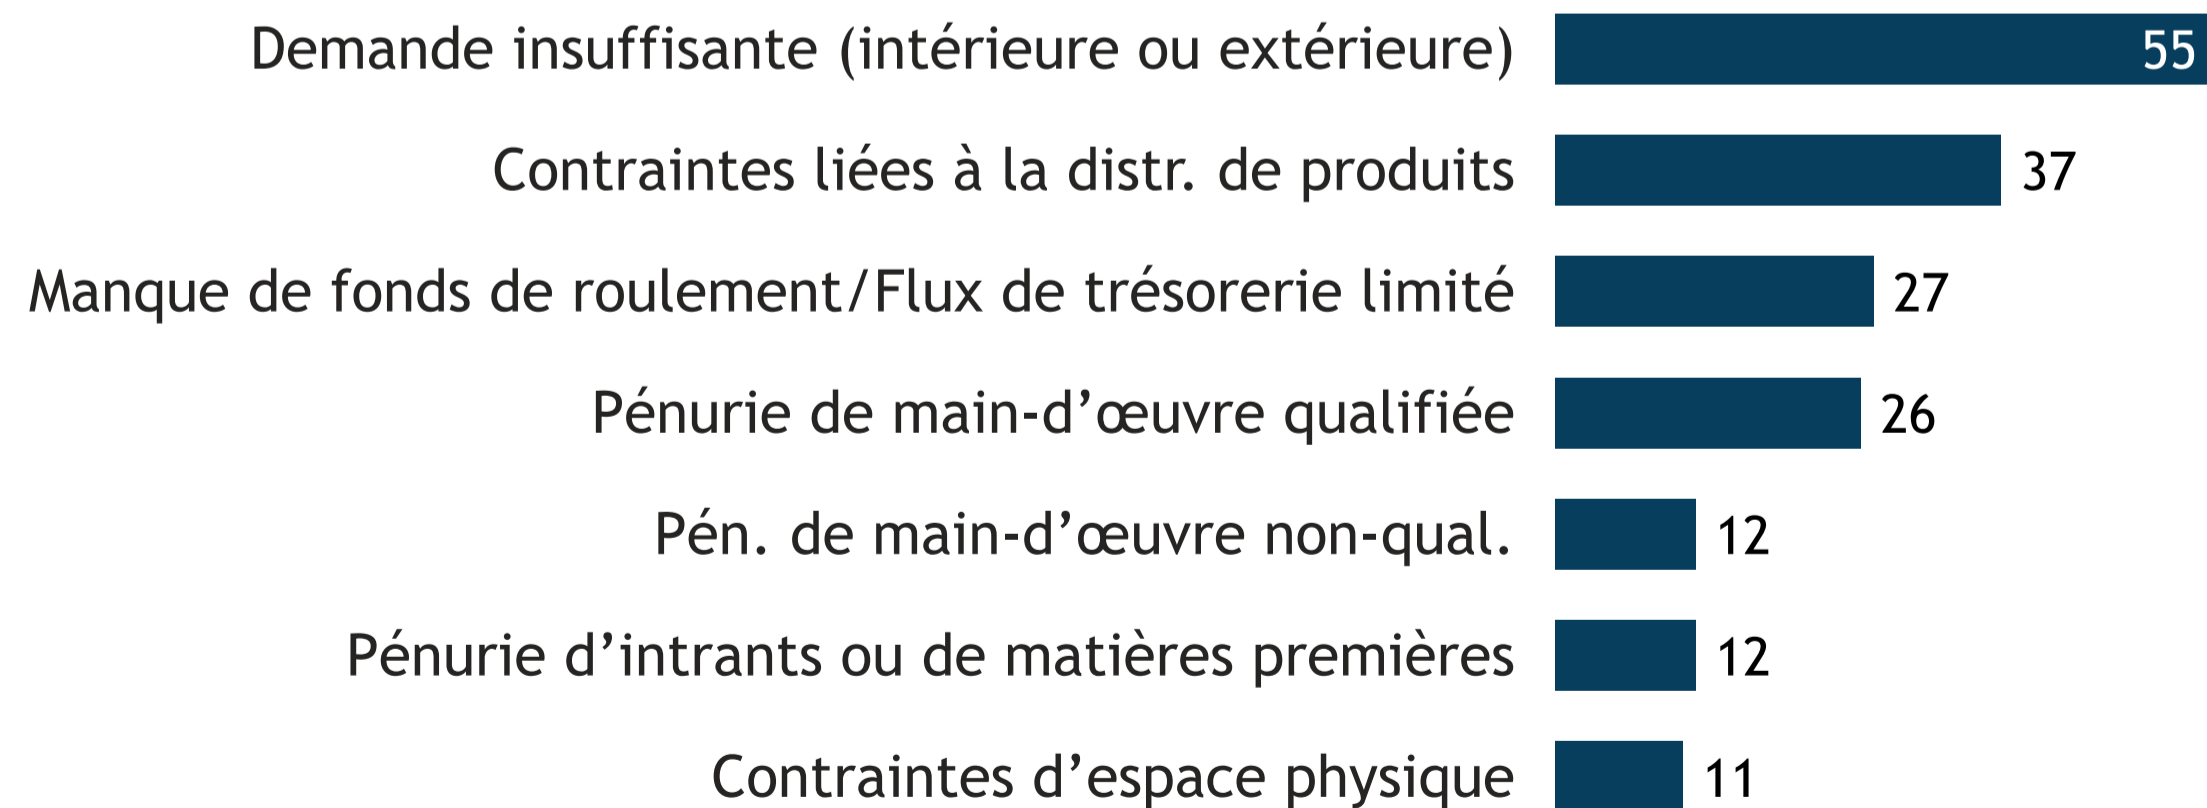 Demande insuffisante (intérieure ou extérieure) 55
Contraintes liées à la distr. de produits 37
Manque de fonds de roulement/Flux de trésorerie limité 27
Pénurie de main-d’œuvre qualifiée 26
Pén. de main-d’œuvre non-qual. 12
Pénurie d’intrants ou de matières premières 12
Contraintes d’espace physique 11